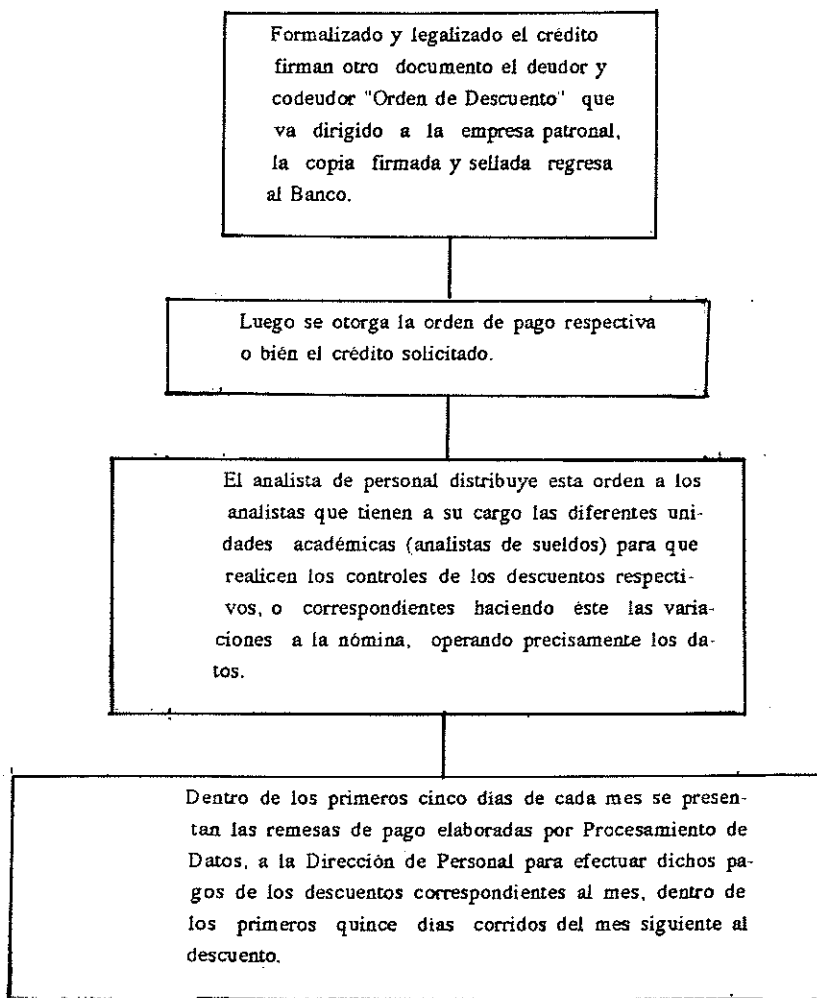 Formalizado y legalizado el crédito
firman otro documento el deudor y
codeudor "Orden de Descuento" que
va dirigido a la empresa patronal,
la copia firmada y sellada regresa
al Banco.
Luego se otorga la orden de pago respectiva
o bién el crédito solicitado.
El analista de personal distribuye esta orden a los
analistas que tienen a su cargo las diferentes uni-
dades académicas (analistas de sueldos) para que
realicen los controles de los descuentos respecti-
vos, o correspondientes haciendo éste las varia-
ciones a la nómina, operando precisamente los da-
tos.
Dentro de los primeros cinco días de cada mes se presen-
tan las remesas de pago elaboradas por Procesamiento de
Datos, a la Dirección de Personal para efectuar dichos pa-
gos de los descuentos correspondientes al mes, dentro de
los primeros quince dias corridos del mes siguiente al
descuento.